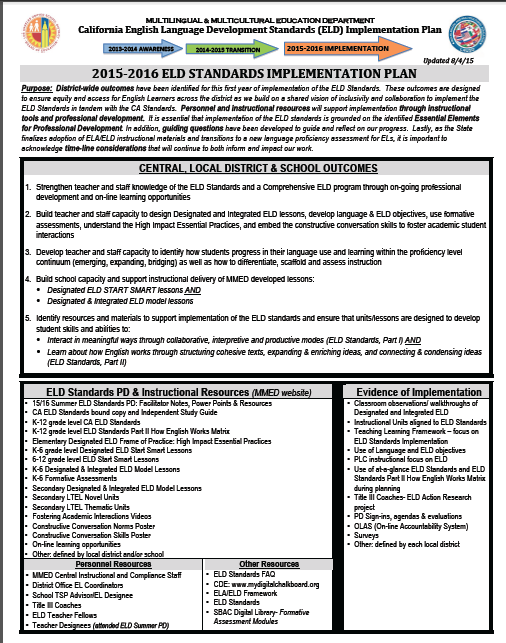 MULTILINGUAL & MULTICULTURAL EDUCATION DEPARTMENT
California English Language Development Standards (ELD) Implementation Plan
2013-2014 AWARENESS
2014-2015 TRANSITION
2015-2016 IMPLEMENTATION
Updated 8/4/15
2015-2016 ELD STANDARDS IMPLEMENTATION PLAN
Purpose: District-wide outcomes have been identified for this first year of implementation of the ELD Standards. These outcomes are designed
to ensure equity and access for English Learners across the district as we build on a shared vision of inclusivity and collaboration to implement the
ELD Standards in tandem with the CA Standards. Personnel and Instructional resources will support implementation through instructional
tools and professional development. It is essential that implementation of the ELD standards is grounded on the identified Essential Elements
for Professional Development. In addition, guiding questions have been developed to guide and reflect on our progress. Lastly, as the State
finalizes adoption of ELA/ELD instructional materials and transitions to a new language proficiency assessment for ELs, it is important to
acknowledge time-line considerations that will continue to both inform and impact our work.
CENTRAL, LOCAL DISTRICT & SCHOOL OUTCOMES
1. Strengthen teacher and staff knowledge of the ELD Standards and a Comprehensive ELD program through on-going professional
development and on-line learning opportunities
2. Build teacher and staff capacity to design Designated and Integrated ELD lessons, develop language & ELD objectives, use formative
assessments, understand the High Impact Essential Practices, and embed the constructive conversation skills to foster academic student
interactions
3. Develop teacher and staff capacity to identify how students progress in their language use and learning within the proficiency level
continuum (emerging, expanding, bridging) as well as how to differentiate, scaffold and assess instruction
4. Build school capacity and support instructional delivery of MMED developed lessons:
• Designated ELD START SMART lessons AND
• Designated & Integrated ELD model lessons
5. Identify resources and materials to support implementation of the ELD standards and ensure that units/lessons are designed to develop
student skills and abilities to:
• Interact in meaningful ways through collaborative, interpretive and productive modes (ELD Standards, Part I) AND
• Learn about how English works through structuring cohesive texts, expanding & enriching ideas, and connecting & condensing ideas
(ELD Standards, Part II)
ELD Standards PD & Instructional Resources (MMED website)
• 15/16 Summer ELD Standards PD: Facilitator Notes, Power Points & Resources
• CA ELD Standards bound copy and Independent Study Guide
• K-12 grade level CA ELD Standards
• K-12 grade level ELD Standards Part II How English Works Matrix
• Elementary Designated ELD Frame of Practice: High Impact Essential Practices
• K-6 grade level Designated ELD Start Smart Lessons
• 6-12 grade level ELD Start Smart Lessons
• K-6 Designated & Integrated ELD Model Lessons
• K-6 Formative Assessments
• Secondary Designated & Integrated ELD Model Lessons
• Secondary LTEL Novel Units
• Secondary LTEL Thematic Units
• Fostering Academic Interactions Videos
• Constructive Conversation Norms Poster
• Constructive Conversation Skills Poster
• On-line learning opportunities
• Other: defined by local district and/or school
Personnel Resources
• MMED Central Instructional and Compliance Staff
• District Office EL Coordinators
• School TSP Advisor/EL Designee
• Title III Coaches
• ELD Teacher Fellows
• Teacher Designees (attended ELD Summer PD)
Other Resources
• ELD Standards FAQ
• CDE: www.mydigitalchalkboard.org
• ELA/ELD Framework
• ELD Standards
• SBAC Digital Library- Formative
Assessment Modules
Evidence of Implementation
• Classroom observations/ walkthroughs of
Designated and Integrated ELD
• Instructional Units aligned to ELD Standards
• Teaching Learning Framework – focus on
ELD Standards Implementation
• Use of Language and ELD objectives
• PLC instructional focus on ELD
• Use of at-a-glance ELD Standards and ELD
Standards Part II How English Works Matrix
during planning
• Title III Coaches- ELD Action Research
project
• PD Sign-ins, agendas & evaluations
• OLAS (On-line Accountability System)
• Surveys
• Other: defined by each local district